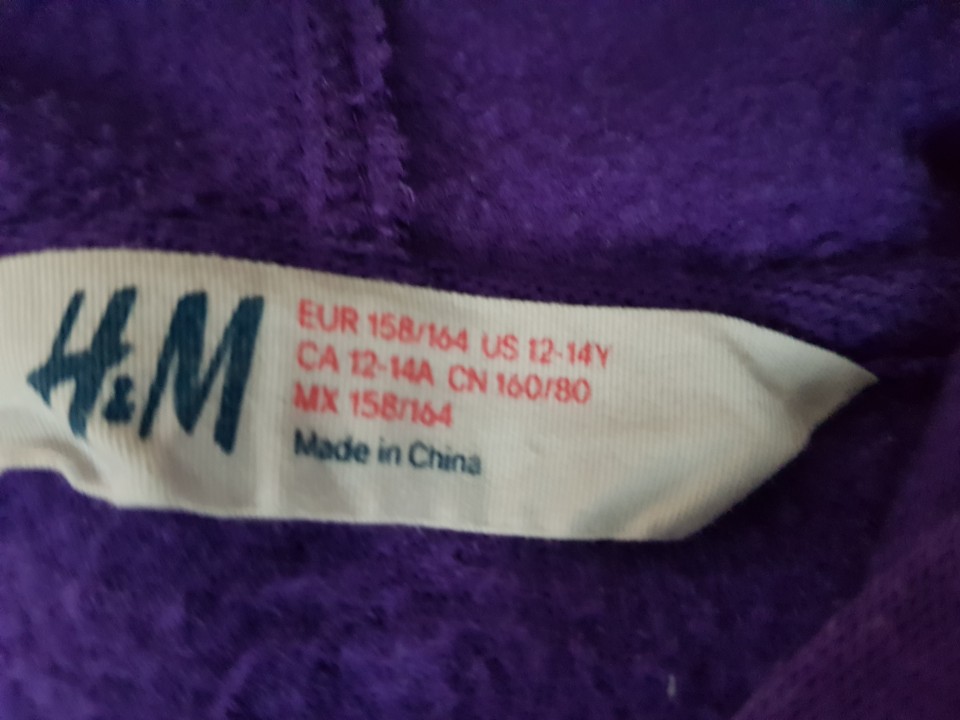 H&M
EUR 158/164 US 12-14Y
CA 12-14A CN 160/80
MX 158/164
Made in China